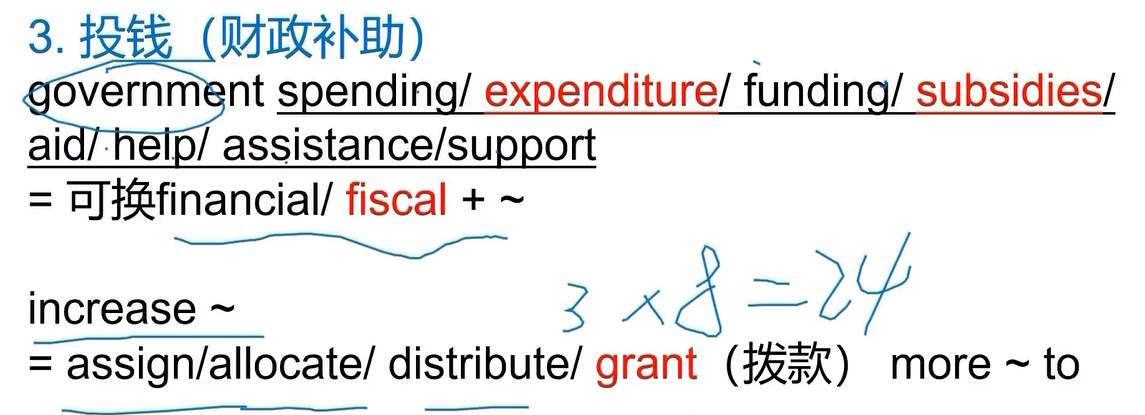 3. 投钱（财政补助）
government spending/ expenditure/ funding/ subsidies/
aid/ help/ assistance/support
= 可换financial/ fiscal + ~
3 × 8 = 24
increase ~
= assign/allocate/ distribute/ grant（拨款） more ~ to